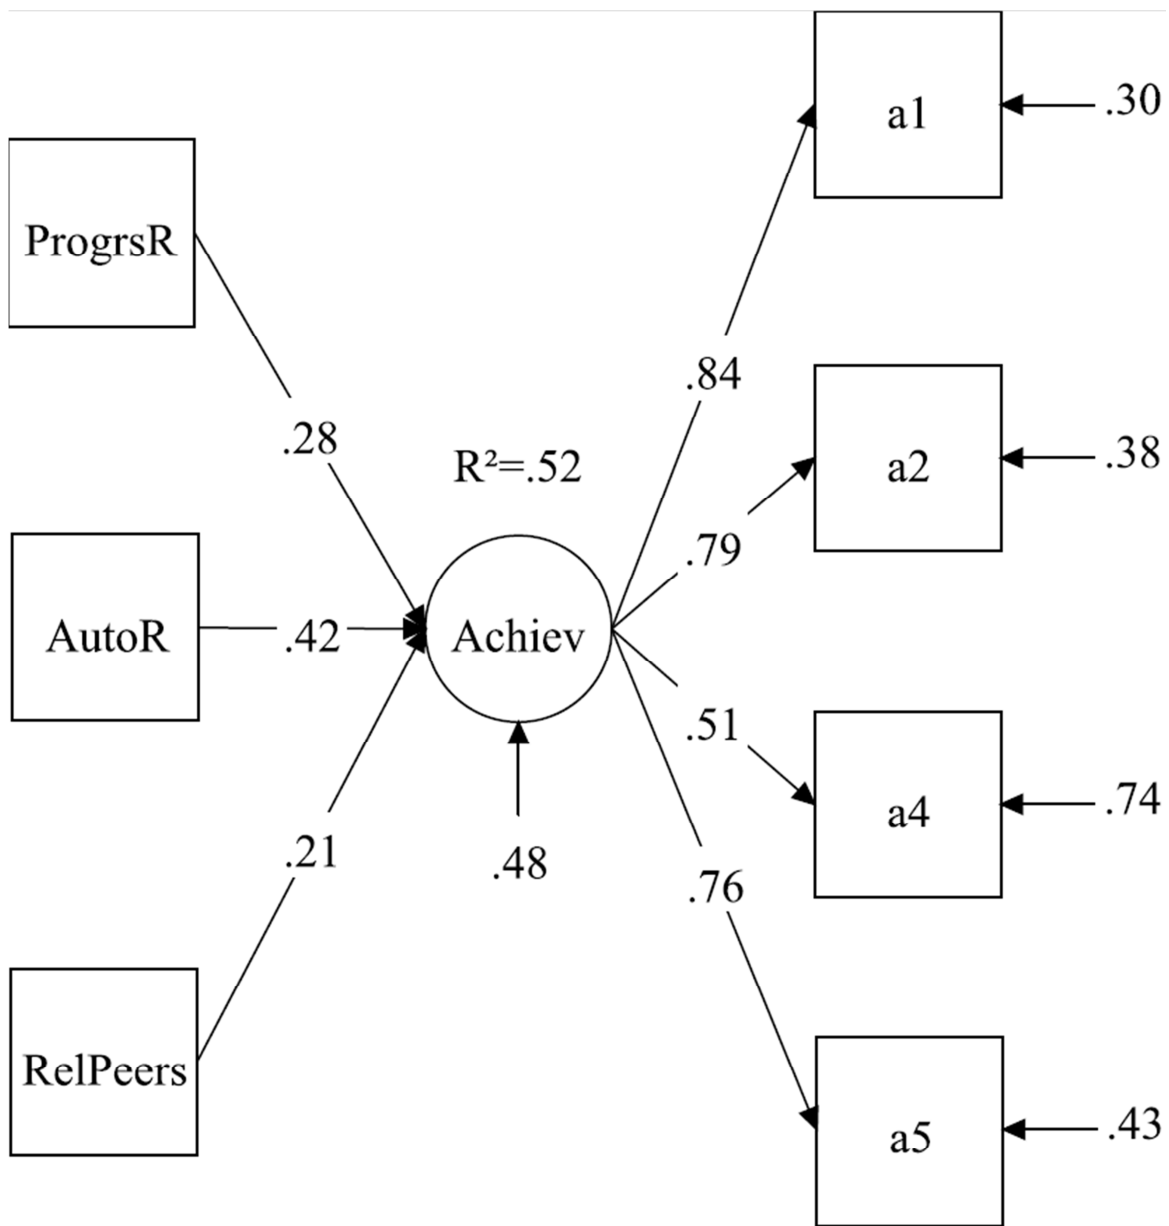 a1
.30
ProgrsR
.84
.28
R²=.52
a2
.38
.79
AutoR
.42
Achiev
.51
a4
.74
.21
.48
.76
RelPeers
a5
.43